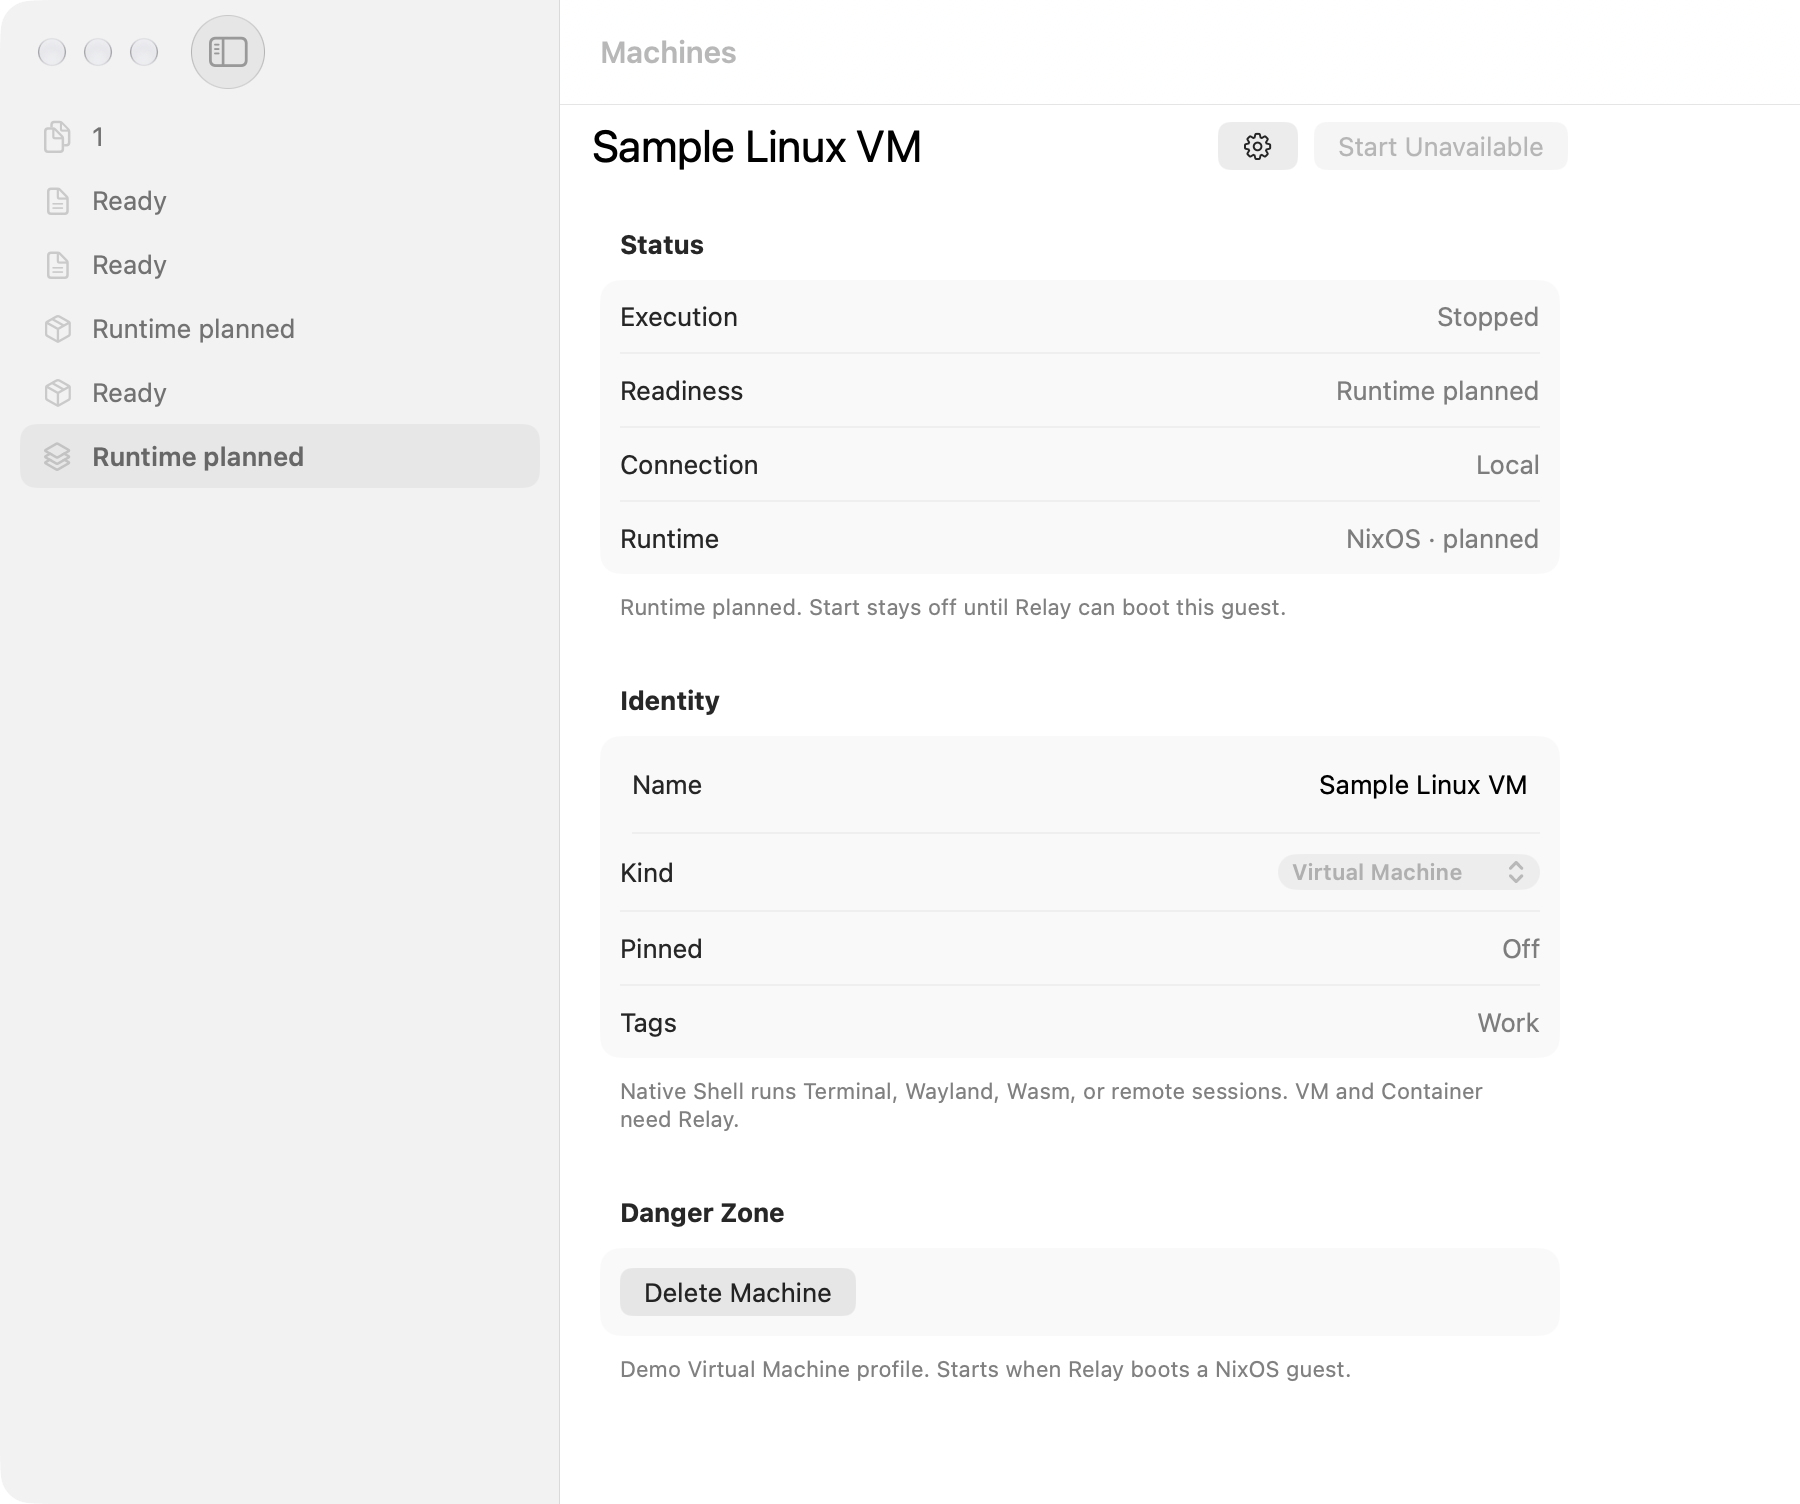 1
Ready
Ready
Runtime planned
Ready
Runtime planned
Machines
Sample Linux VM
Start Unavailable
Status
Execution Stopped
Readiness Runtime planned
Connection Local
Runtime NixOS · planned
Runtime planned. Start stays off until Relay can boot this guest.
Identity
Name Sample Linux VM
Kind Virtual Machine
Pinned Off
Tags Work
Native Shell runs Terminal, Wayland, Wasm, or remote sessions. VM and Container
need Relay.
Danger Zone
Delete Machine
Demo Virtual Machine profile. Starts when Relay boots a NixOS guest.